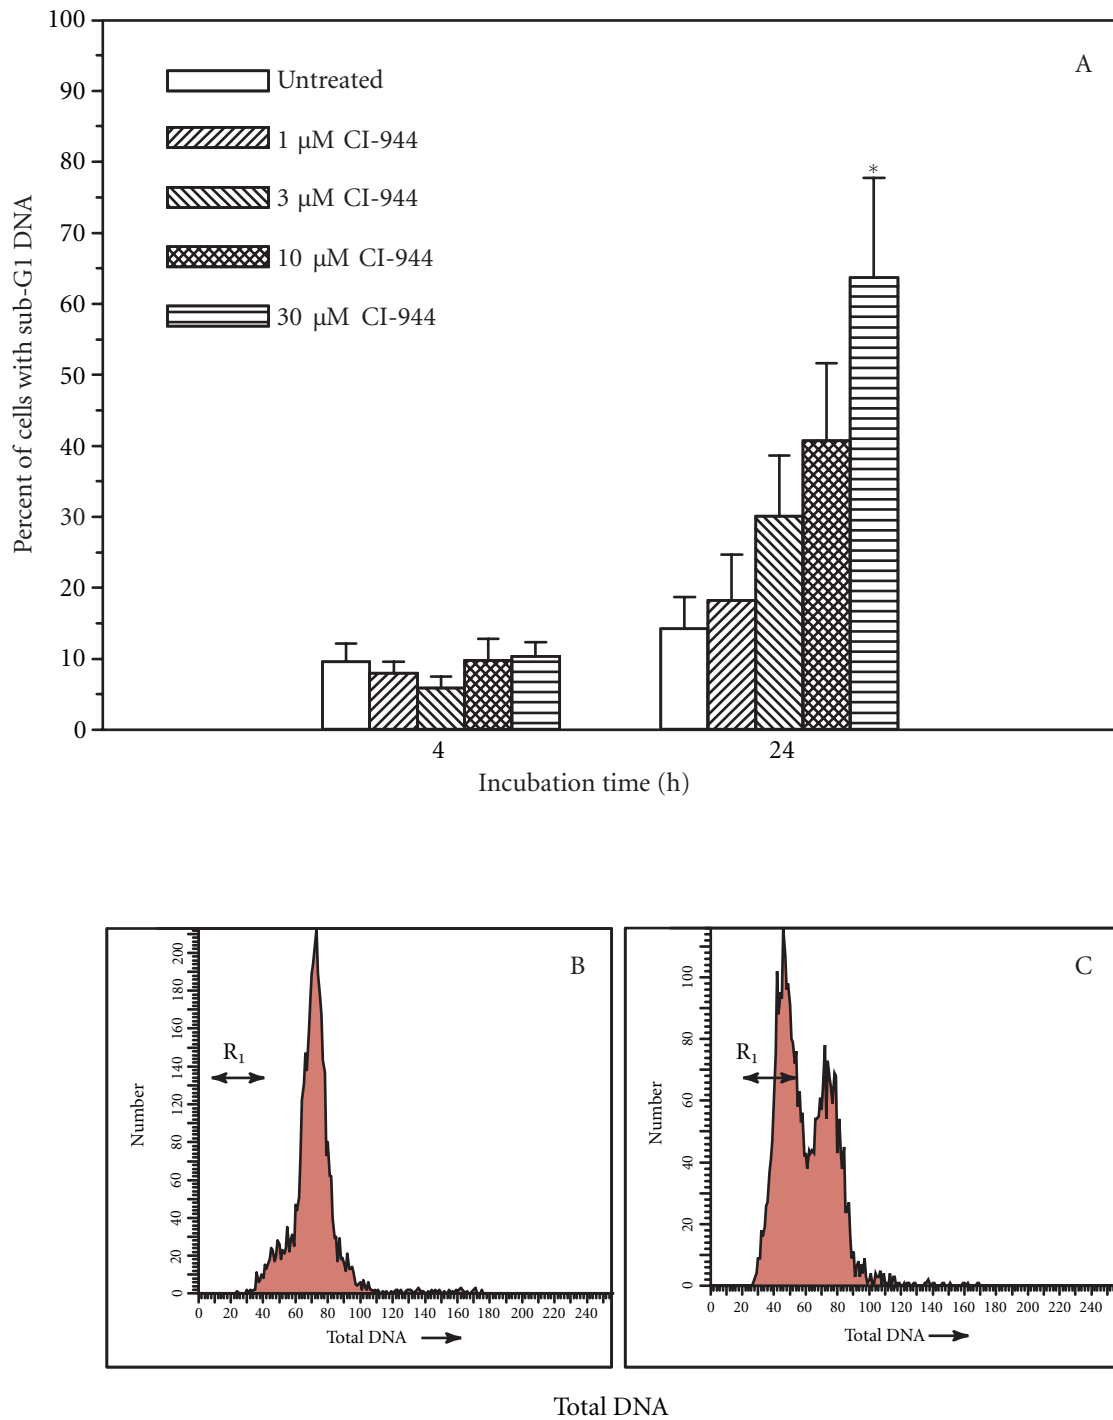 A
100
90
80
70
60
50
40
30
20
10
0
Percent of cells with sub-G1 DNA
Untreated
1 μM CI-944
3 μM CI-944
10 μM CI-944
30 μM CI-944
*
4 24
Incubation time (h)
B
R1
Number
200
180
160
140
120
100
80
60
40
20
0
0 20 40 60 80 100 120 140 160 180 200 220 240
Total DNA
C
R1
Number
100
80
60
40
20
0
0 20 40 60 80 100 120 140 160 180 200 220 240
Total DNA
Total DNA